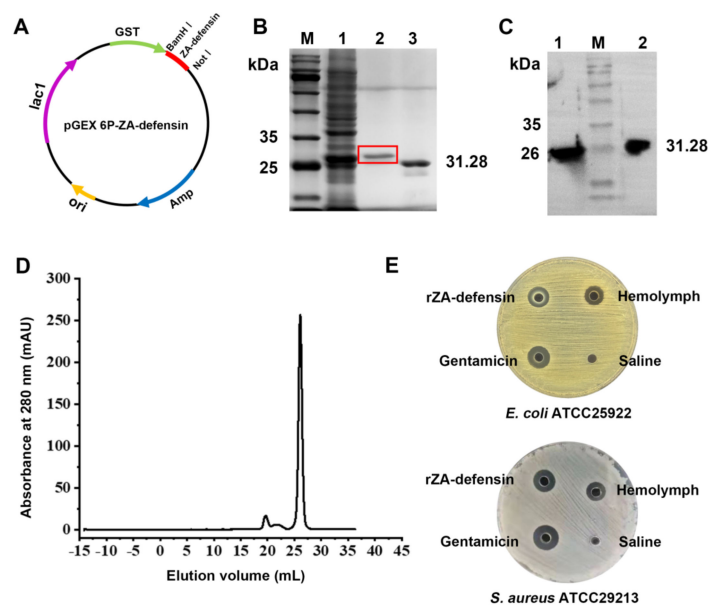 A
GST
BamH I
ZA-defensin
Not I
lac1
pGEX 6P-ZA-defensin
ori
Amp
B
M 1 2 3
kDa
35
25
31.28
C
1 M 2
kDa
35
26
31.28
D
Absorbance at 280 nm (mAU)
300
250
200
150
100
50
0
-15 -10 -5 0 5 10 15 20 25 30 35 40 45
Elution volume (mL)
E
rZA-defensin
Hemolymph
Gentamicin
Saline
E. coli ATCC25922
rZA-defensin
Hemolymph
Gentamicin
Saline
S. aureus ATCC29213